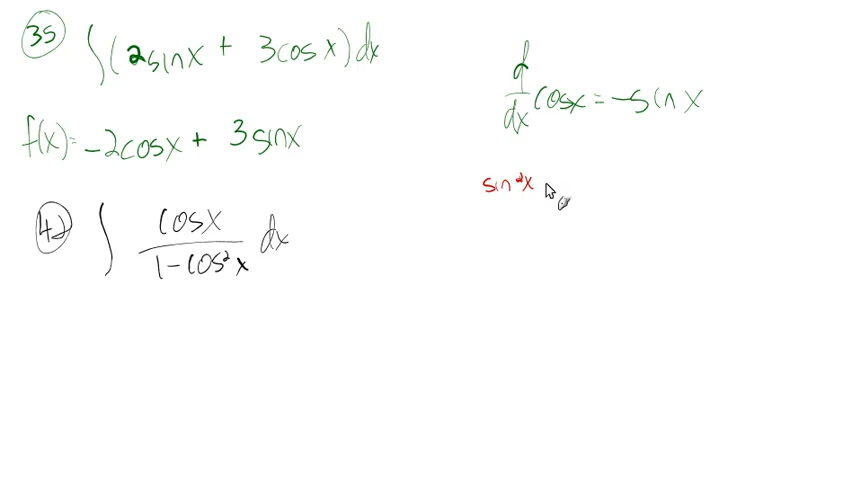 35 ∫(2sinx + 3cosx)dx
f(x)= -2cosx + 3sinx
42 ∫ cosx / 1-cos²x dx
d/dx cosx = -sinx
sin²x